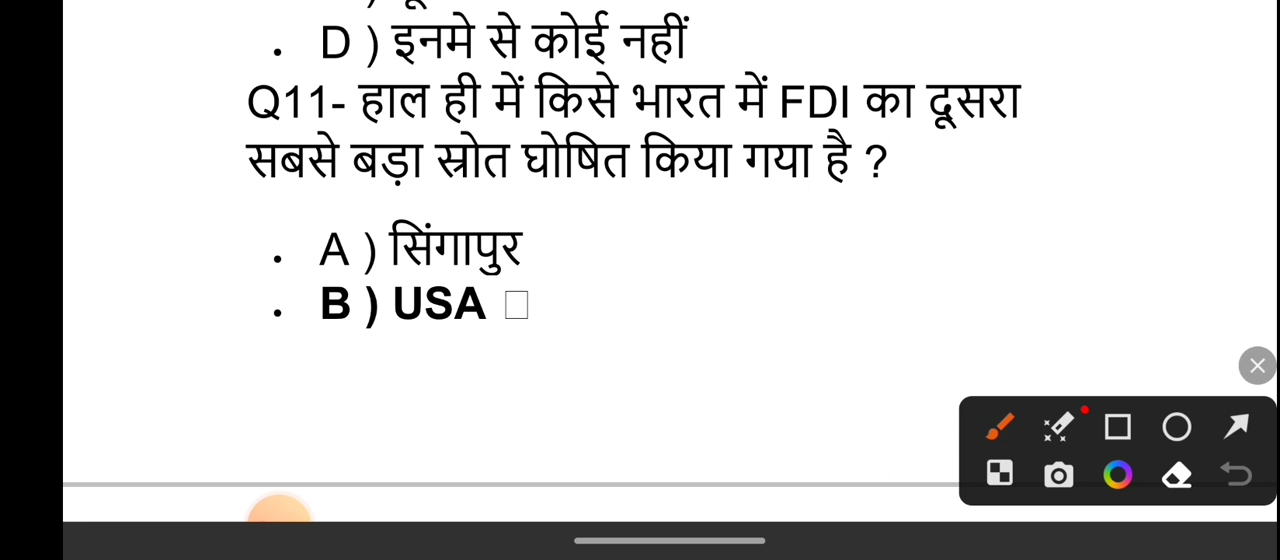 . D ) इनमे से कोई नहीं
Q11- हाल ही में किसे भारत में FDI का दूसरा
सबसे बड़ा स्रोत घोषित किया गया है ?
. A ) सिंगापुर
. B ) USA □